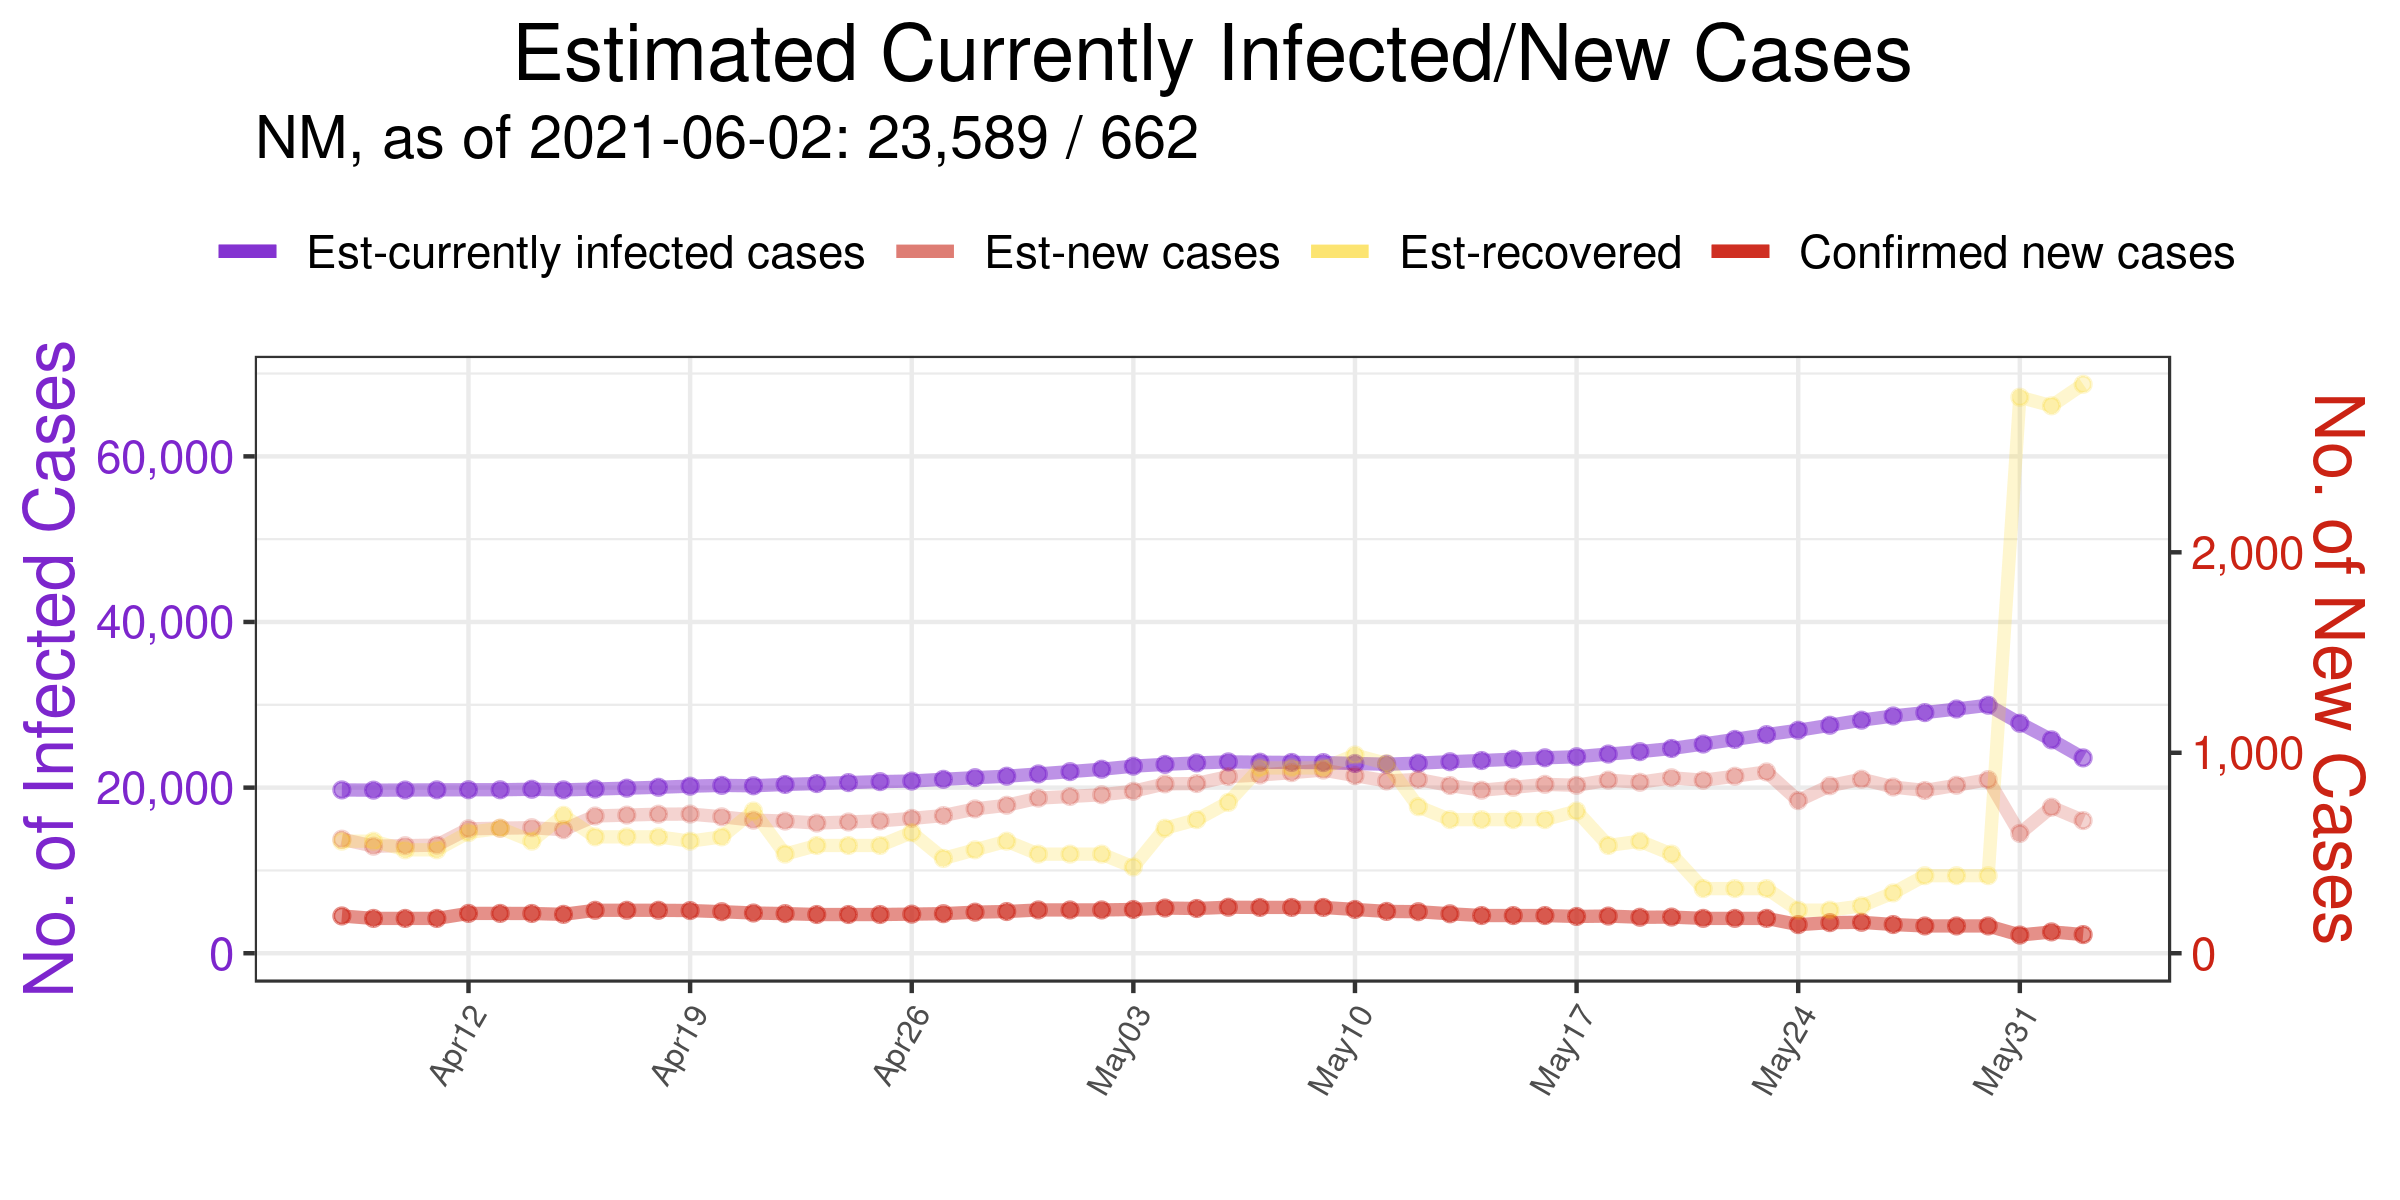 Estimated Currently Infected/New Cases
NM, as of 2021-06-02: 23,589 / 662
Est-currently infected cases Est-new cases Est-recovered Confirmed new cases
No. of Infected Cases
60,000
40,000
20,000
0
2,000
1,000
0
No. of New Cases
Apr12 Apr19 Apr26 May03 May10 May17 May24 May31